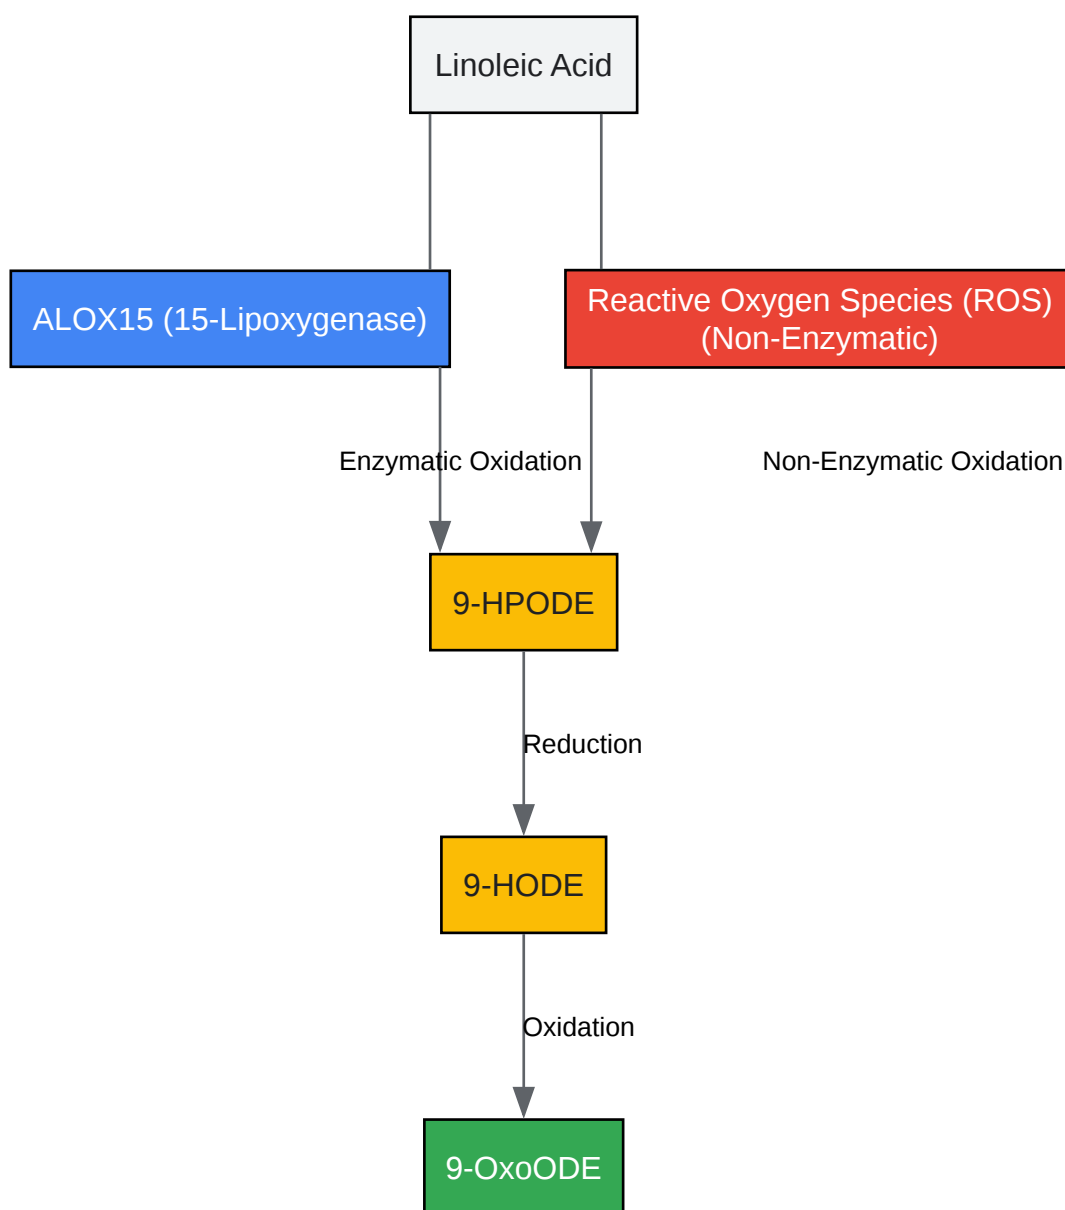 Linoleic Acid
ALOX15 (15-Lipoxygenase)
Reactive Oxygen Species (ROS)
(Non-Enzymatic)
Enzymatic Oxidation
Non-Enzymatic Oxidation
9-HPODE
Reduction
9-HODE
Oxidation
9-OxoODE